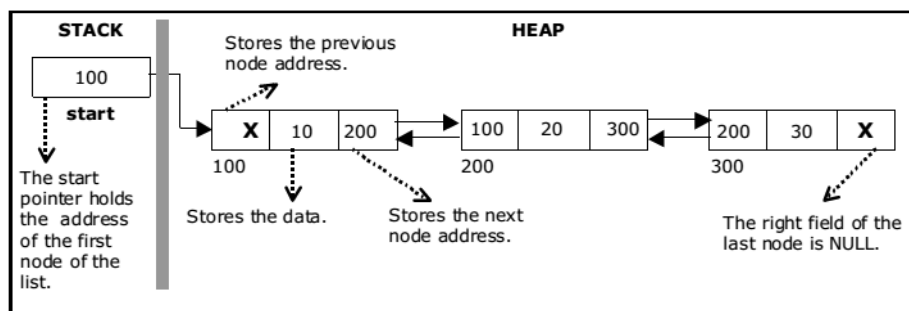 STACK
HEAP
Stores the previous
node address.
100
start
X 10 200
100 20 300
200 30 X
100
200
300
The start
pointer holds
the address
of the first
node of the
list.
Stores the data.
Stores the next
node address.
The right field of the
last node is NULL.